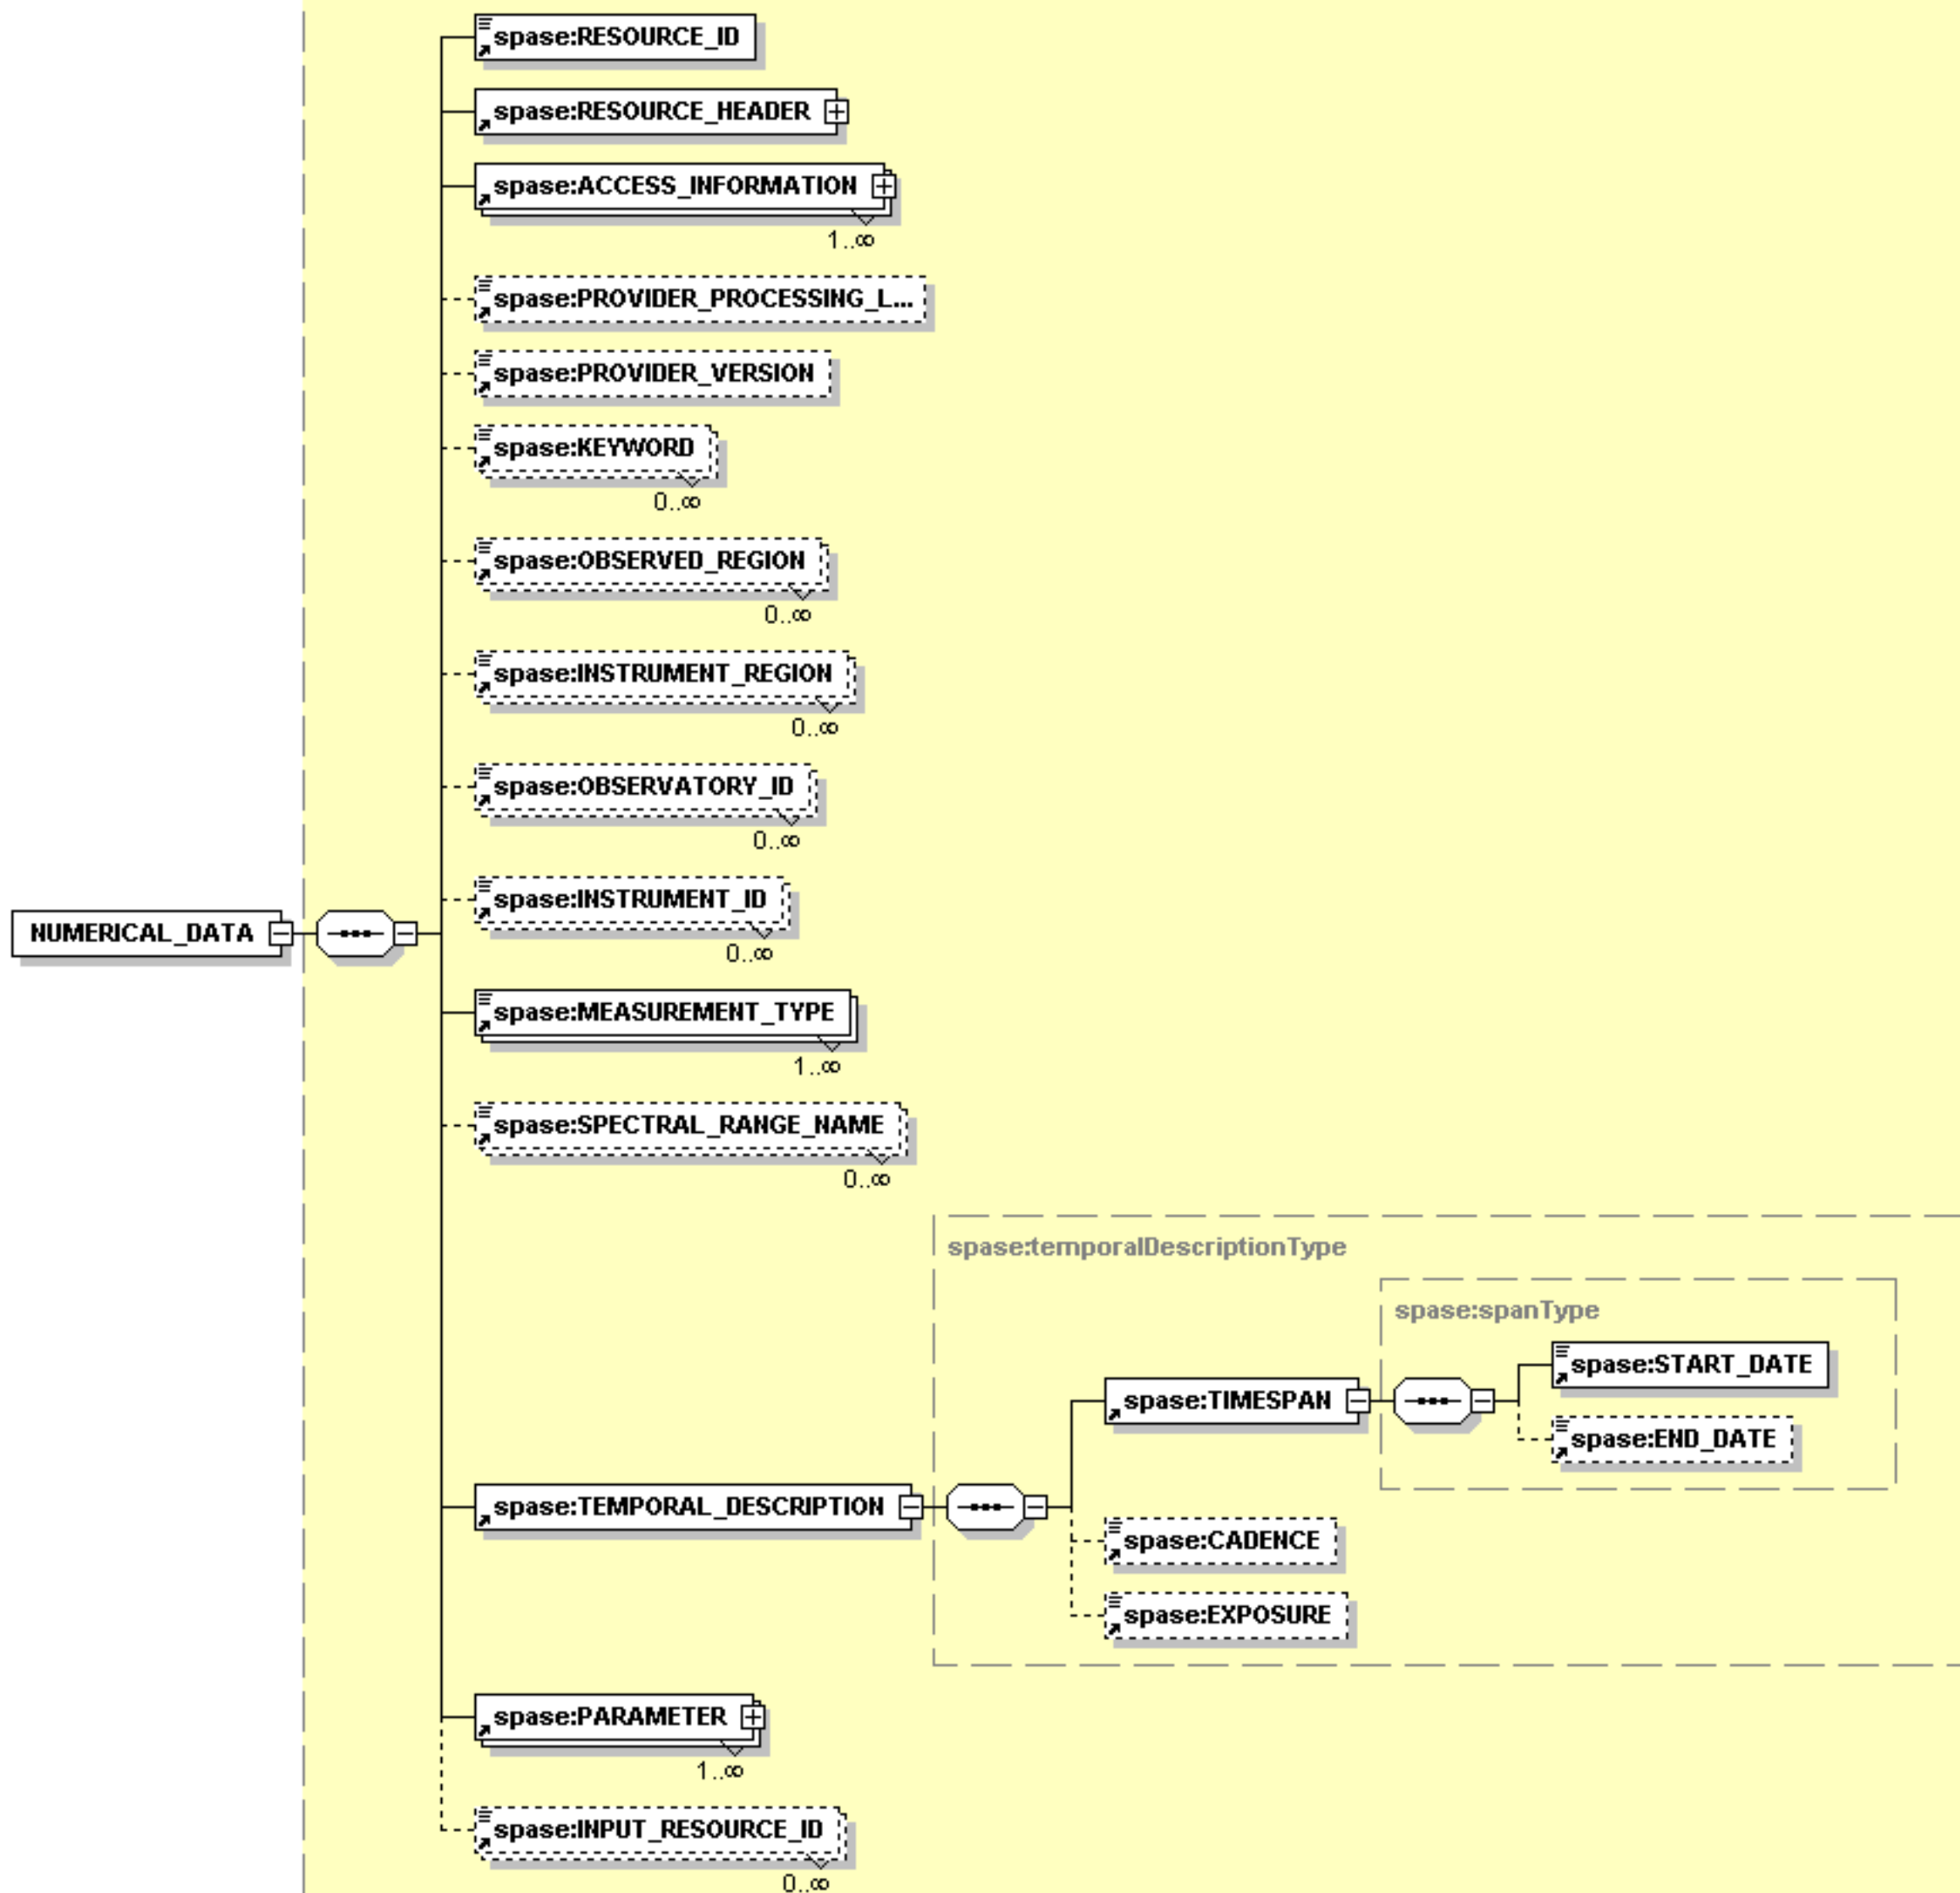 spase:RESOURCE_ID
spase:RESOURCE_HEADER
spase:ACCESS_INFORMATION
1..∞
spase:PROVIDER_PROCESSING_L...
spase:PROVIDER_VERSION
spase:KEYWORD
0..∞
spase:OBSERVED_REGION
0..∞
spase:INSTRUMENT_REGION
0..∞
spase:OBSERVATORY_ID
0..∞
spase:INSTRUMENT_ID
0..∞
NUMERICAL_DATA
spase:MEASUREMENT_TYPE
1..∞
spase:SPECTRAL_RANGE_NAME
0..∞
spase:temporalDescriptionType
spase:spanType
spase:START_DATE
spase:TIMESPAN
spase:END_DATE
spase:TEMPORAL_DESCRIPTION
spase:CADENCE
spase:EXPOSURE
spase:PARAMETER
1..∞
spase:INPUT_RESOURCE_ID
0..∞